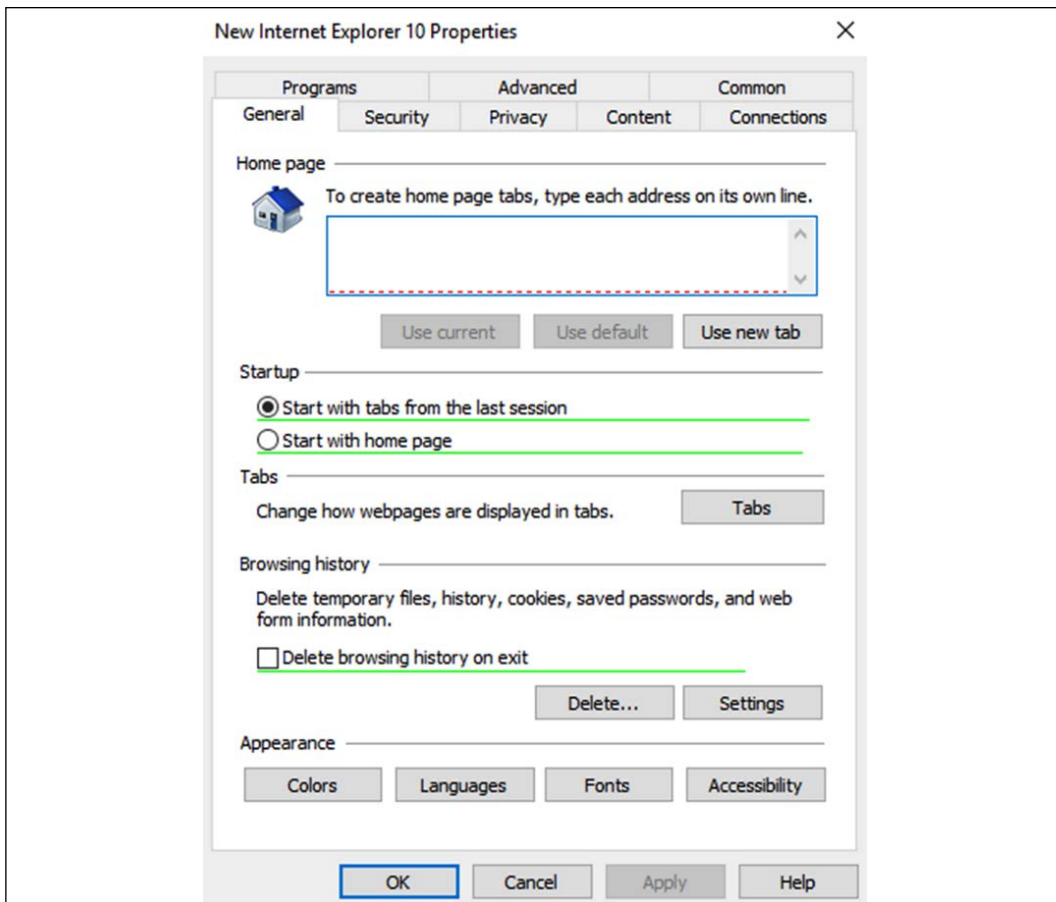 New Internet Explorer 10 Properties
Programs Advanced Common
General Security Privacy Content Connections
Home page
To create home page tabs, type each address on its own line.
Use current Use default Use new tab
Startup
Start with tabs from the last session
Start with home page
Tabs
Change how webpages are displayed in tabs. Tabs
Browsing history
Delete temporary files, history, cookies, saved passwords, and web
form information.
Delete browsing history on exit
Delete... Settings
Appearance
Colors Languages Fonts Accessibility
OK Cancel Apply Help